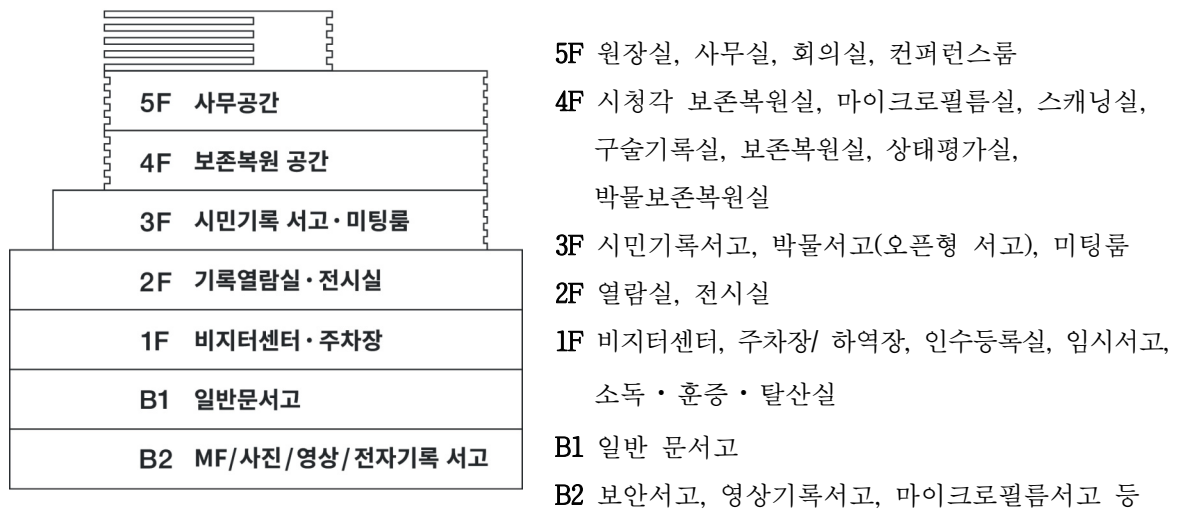 5F 사무공간
4F 보존복원 공간
3F 시민기록 서고·미팅룸
2F 기록열람실·전시실
1F 비지터센터·주차장
B1 일반문서고
B2 MF/사진/영상/전자기록 서고
5F 원장실, 사무실, 회의실, 컨퍼런스룸
4F 시청각 보존복원실, 마이크로필름실, 스캐닝실,
구술기록실, 보존복원실, 상태평가실,
박물보존복원실
3F 시민기록서고, 박물서고(오픈형 서고), 미팅룸
2F 열람실, 전시실
1F 비지터센터, 주차장/ 하역장, 인수등록실, 임시서고,
소독·훈증·탈산실
B1 일반 문서고
B2 보안서고, 영상기록서고, 마이크로필름서고 등